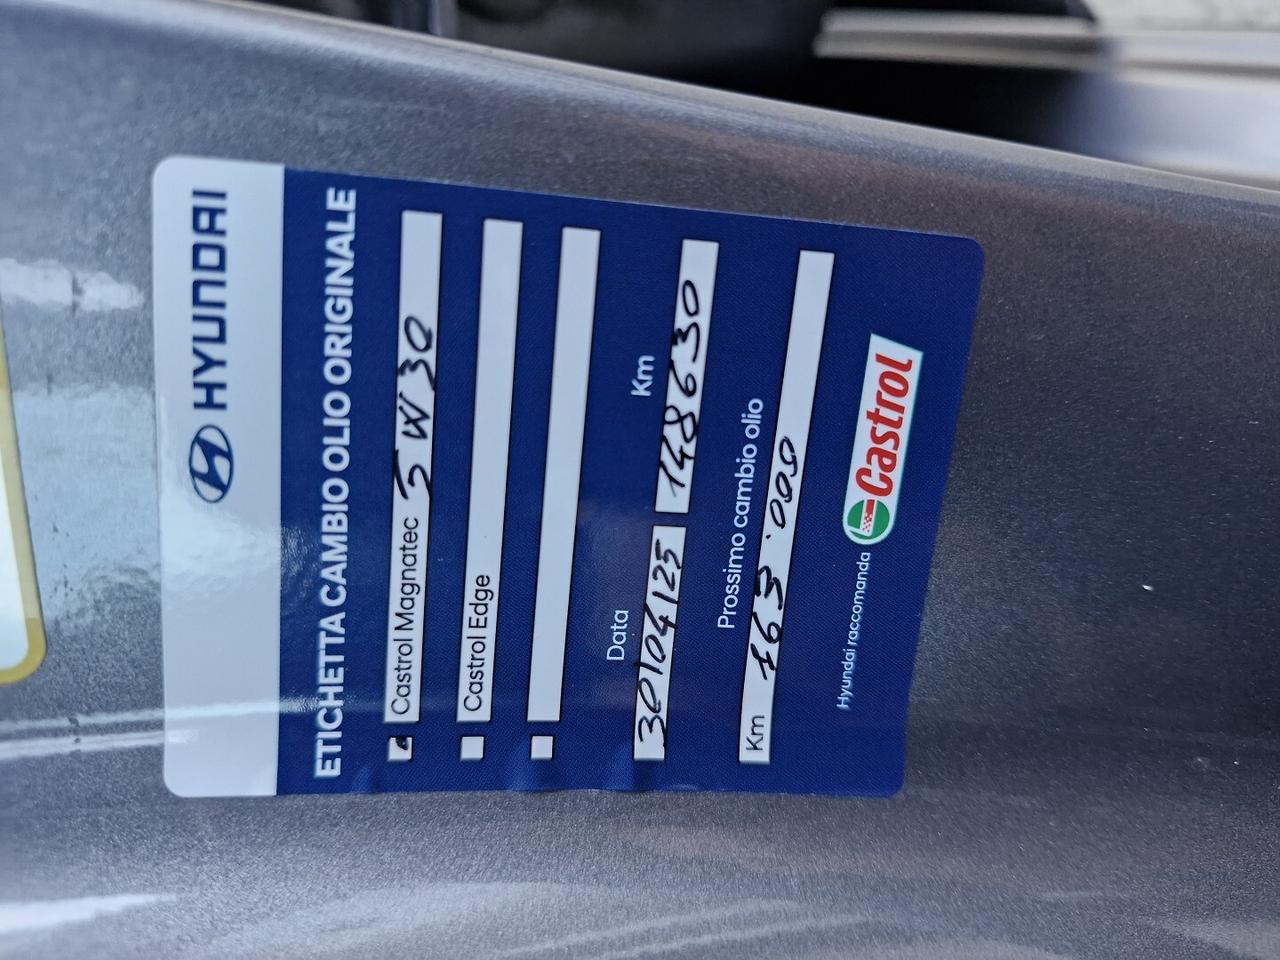 HYUNDAI
ETICHETTA CAMBIO OLIO ORIGINALE
Castrol Magnatec 5W30
Castrol Edge
Data Km
30/04/25 148630
Prossimo cambio olio
Km 163.000
Hyundai raccomanda Castrol